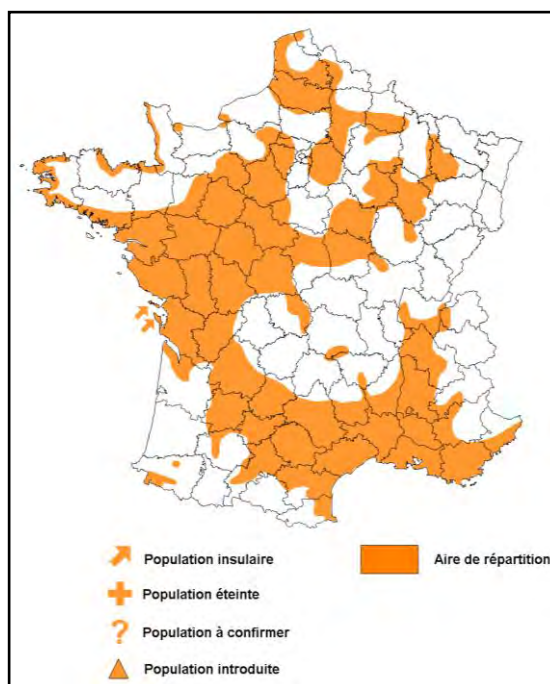 Population insulaire
Aire de répartition
Population éteinte
Population à confirmer
Population introduite